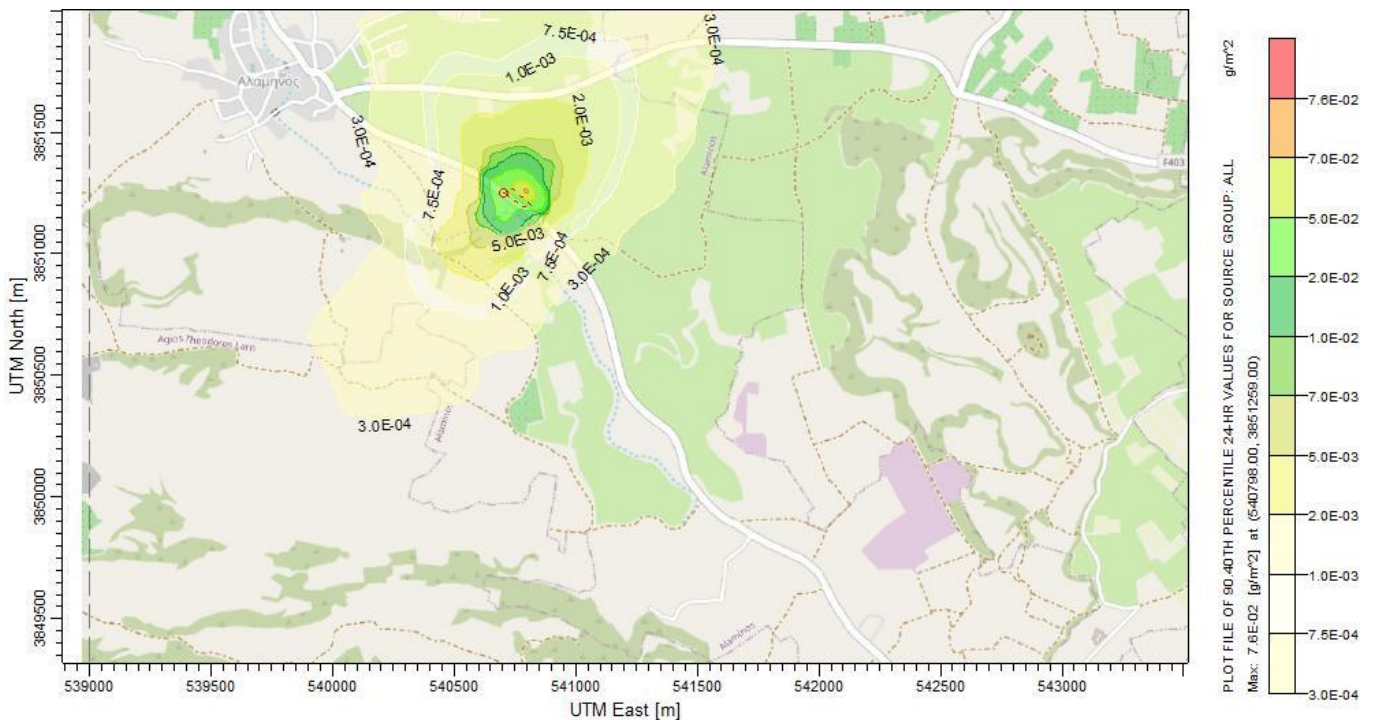 3.0E-04
7.5E-04
1.0E-03
Αλαμηνος
2.0E-03
3.0E-04
Alaminos
F403
7.5E-04
5.0E-03
7.5E-04
3.0E-04
1.0E-03
Agios Theodoros Larn
3.0E-04
Alaminos
Alaminos
3851500
3851000
3850500
3850000
3849500
UTM North [m]
539000 539500 540000 540500 541000 541500 542000 542500 543000
UTM East [m]
PLOT FILE OF 90.40TH PERCENTILE 24-HR VALUES FOR SOURCE GROUP: ALL
Max: 7.6E-02 [g/m^2] at (540798.00, 3851259.00)
g/m^2
7.6E-02
7.0E-02
5.0E-02
2.0E-02
1.0E-02
7.0E-03
5.0E-03
2.0E-03
1.0E-03
7.5E-04
3.0E-04